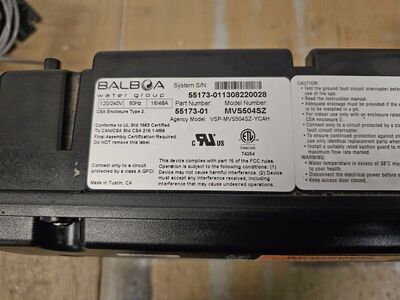 BALBOA
water group
120/240V 60Hz 16/48A
CSA Enclosure Type 2.
Conforms to UL Std 1563 Certified
To CAN/CSA Std C22.2 218.1-M89
Final Assembly Certification Required.
Do NOT remove this label.
Connect only to a circuit
protected by a class A GFCI.
Made in Tustin, CA
System S/N:
55173-011308220028
Part Number: Model Number:
55173-01 MVS504SZ
Agency Model: VSP-MVS504SZ-YCAH
C US
Intertek
74254
This device complies with part 15 of the FCC rules.
Operation is subject to the following conditions: (1)
Device may not cause harmful interference. (2) Device
must accept any interference received, including
interference that may cause undesired operation.
CAUTION:
Test the ground fault circuit interrupter before
use of the spa.
Read the instruction manual.
Adequate drainage must be provided if the
installed in a pit.
For indoor use only with an enclosure rated
CSA Enclosure
Connect only to a circuit protected by a class
fault circuit interrupter.
To ensure continued protection against shock
use only identical replacement parts when
Install a suitably rated suction guard to match
maximum flow rate
WARNING:
Water temperature in excess of 38°C may
to your health.
Disconnect the electrical power before servicing
Keep access door closed.